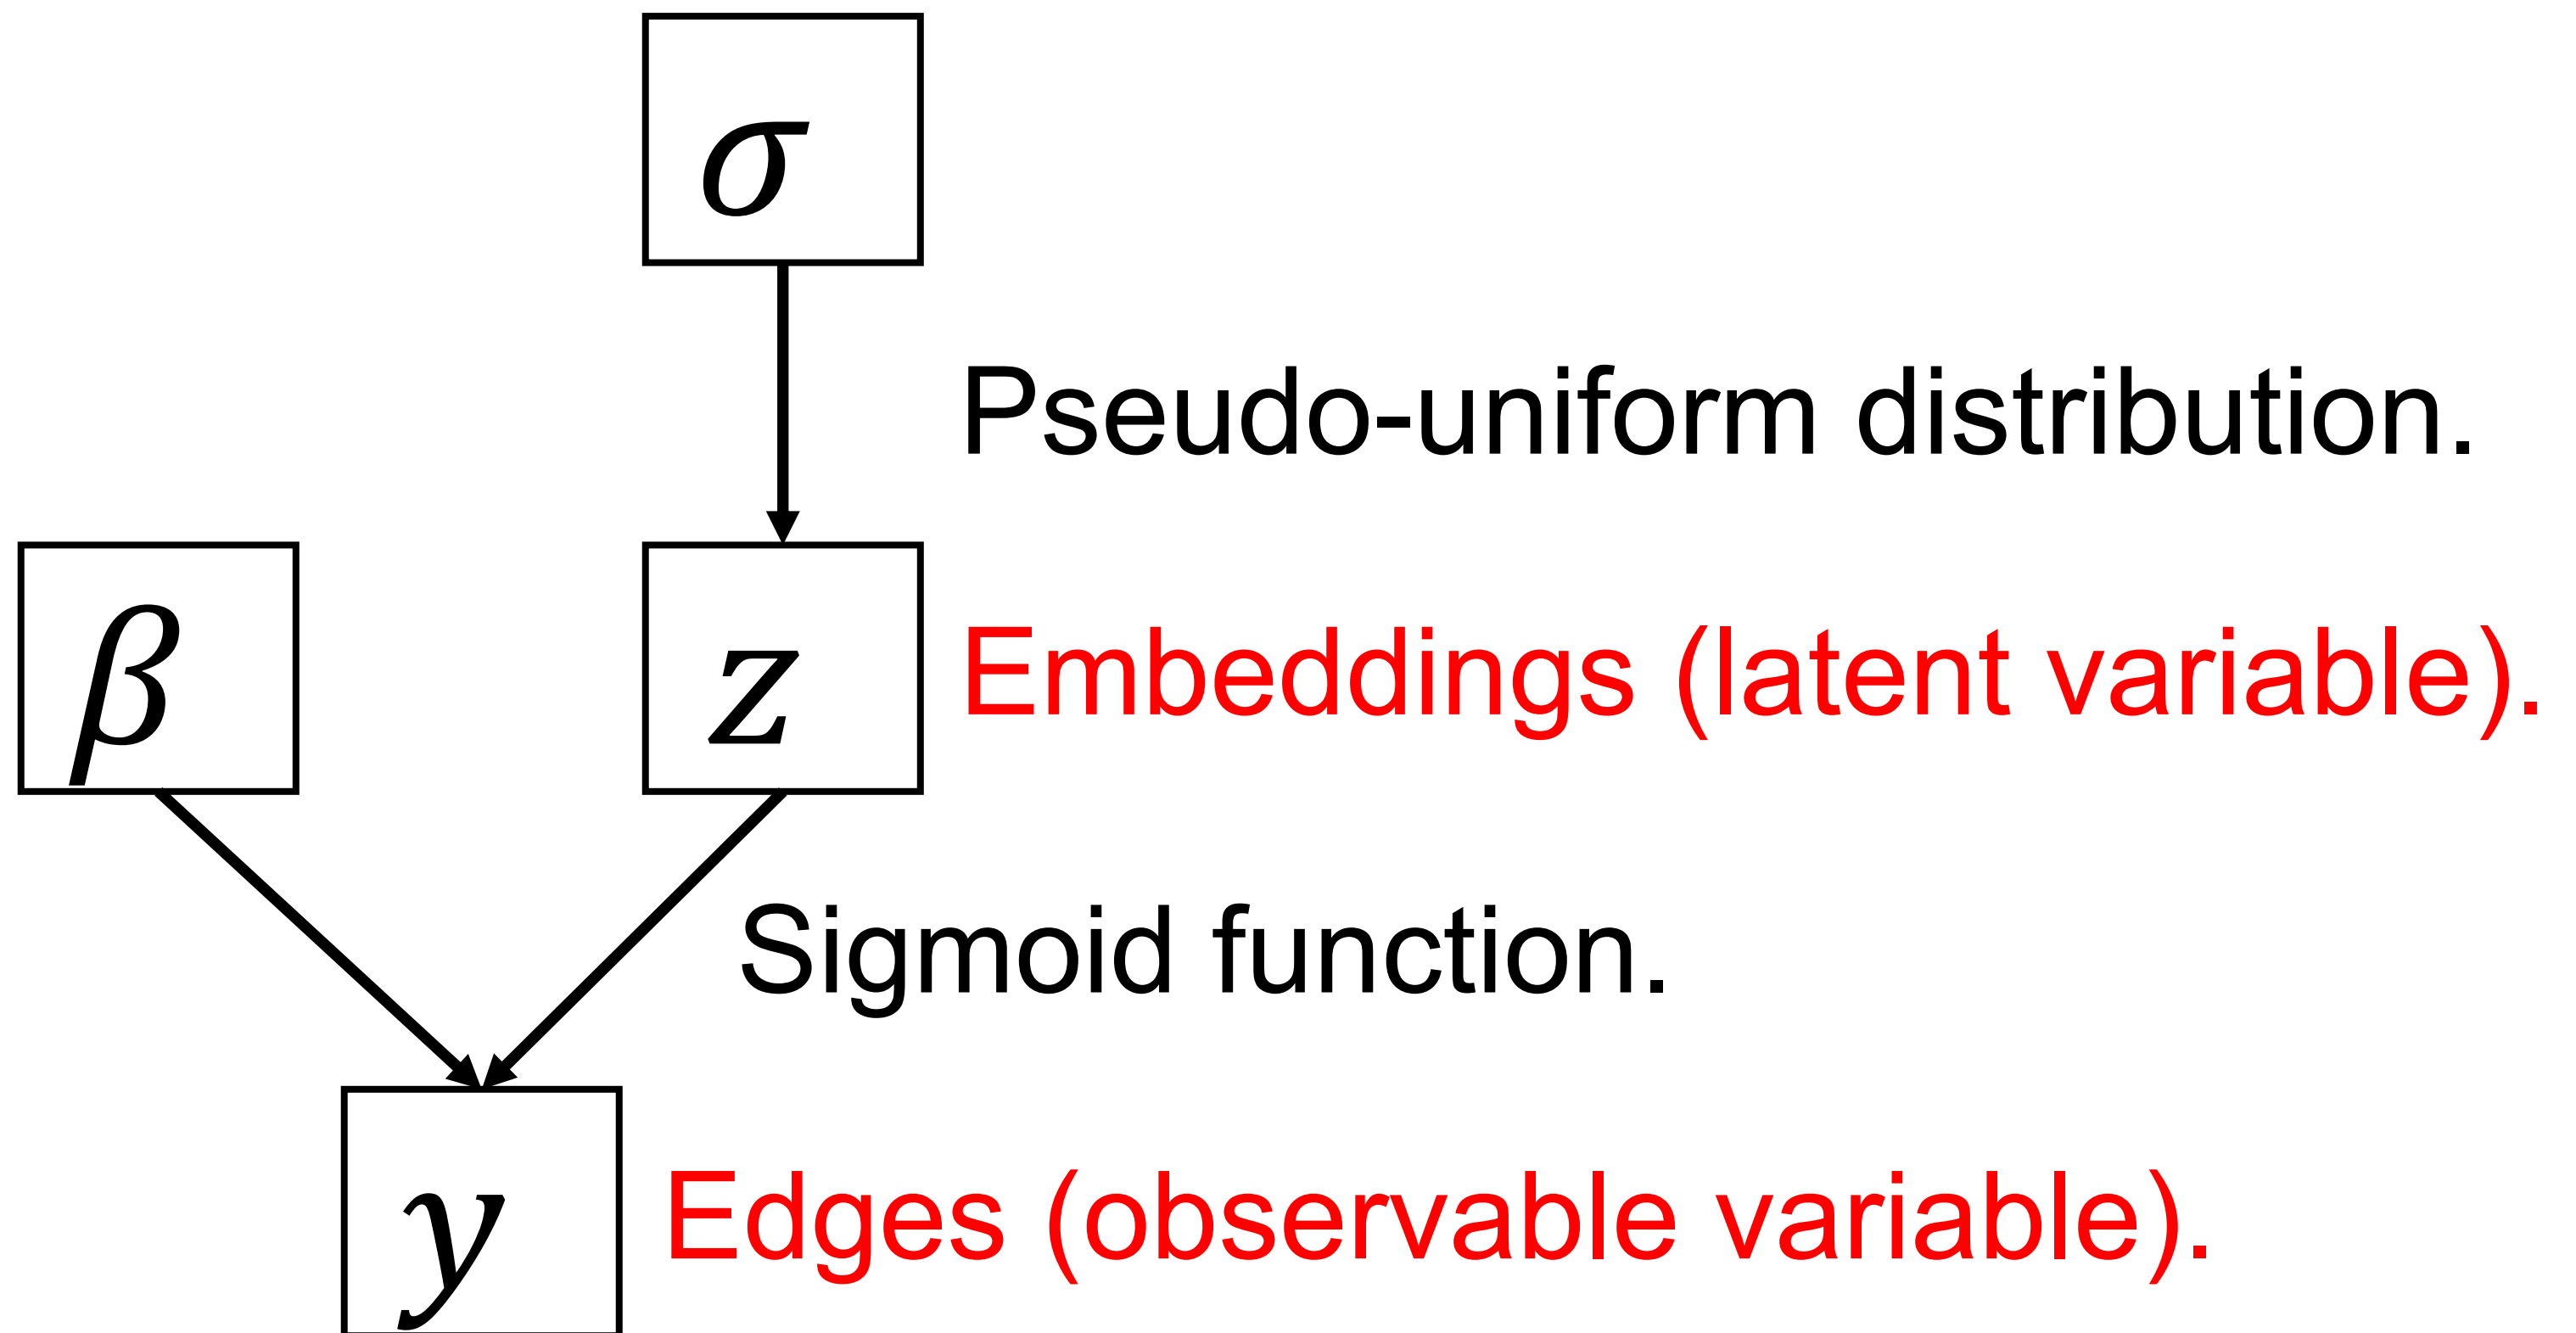 σ
Pseudo-uniform distribution.
β
z
Embeddings (latent variable).
Sigmoid function.
y
Edges (observable variable).